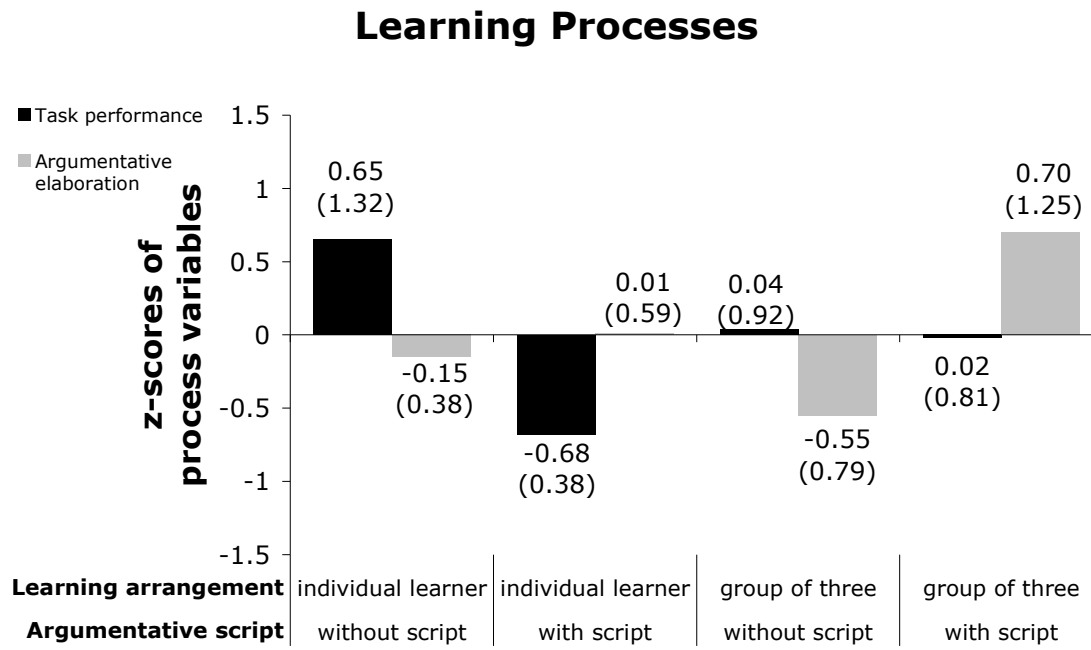 Learning Processes
Task performance
Argumentative
elaboration
z-scores of
process variables
1.5
1
0.5
0
-0.5
-1
-1.5
0.65
(1.32)
-0.15
(0.38)
-0.68
(0.38)
0.01
(0.59)
0.04
(0.92)
-0.55
(0.79)
0.02
(0.81)
0.70
(1.25)
Learning arrangement individual learner individual learner group of three group of three
Argumentative script without script with script without script with script